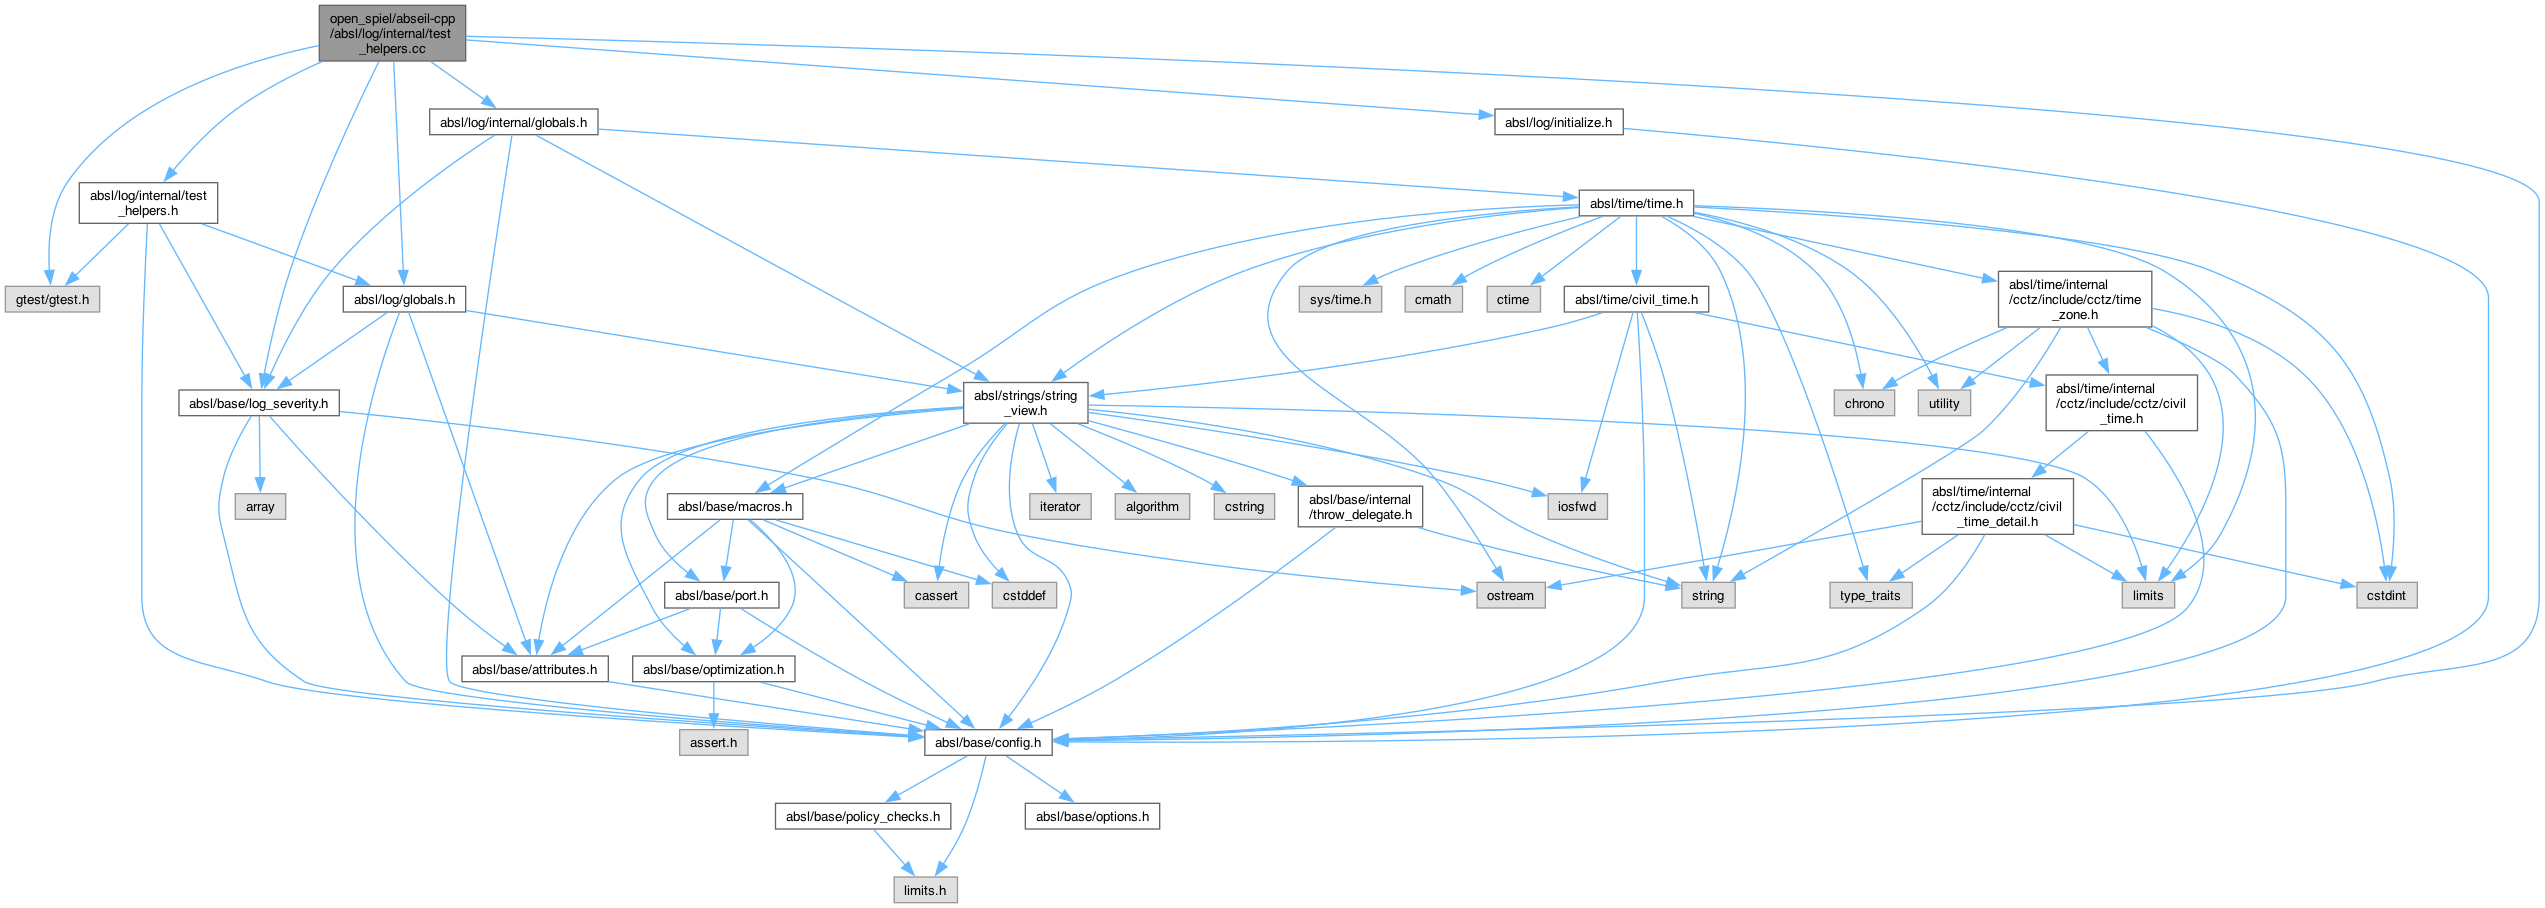 open_spiel/abseil-cpp
/absl/log/internal/test
_helpers.cc
absl/log/internal/globals.h
absl/log/initialize.h
absl/log/internal/test
_helpers.h
absl/time/time.h
gtest/gtest.h
absl/log/globals.h
sys/time.h
cmath
ctime
absl/time/civil_time.h
absl/time/internal
/cctz/include/cctz/time
_zone.h
absl/base/log_severity.h
absl/strings/string
_view.h
chrono
utility
absl/time/internal
/cctz/include/cctz/civil
_time.h
array
absl/base/macros.h
iterator
algorithm
cstring
absl/base/internal
/throw_delegate.h
iosfwd
absl/time/internal
/cctz/include/cctz/civil
_time_detail.h
absl/base/port.h
cassert
cstddef
ostream
string
type_traits
limits
cstdint
absl/base/attributes.h
absl/base/optimization.h
assert.h
absl/base/config.h
absl/base/policy_checks.h
absl/base/options.h
limits.h